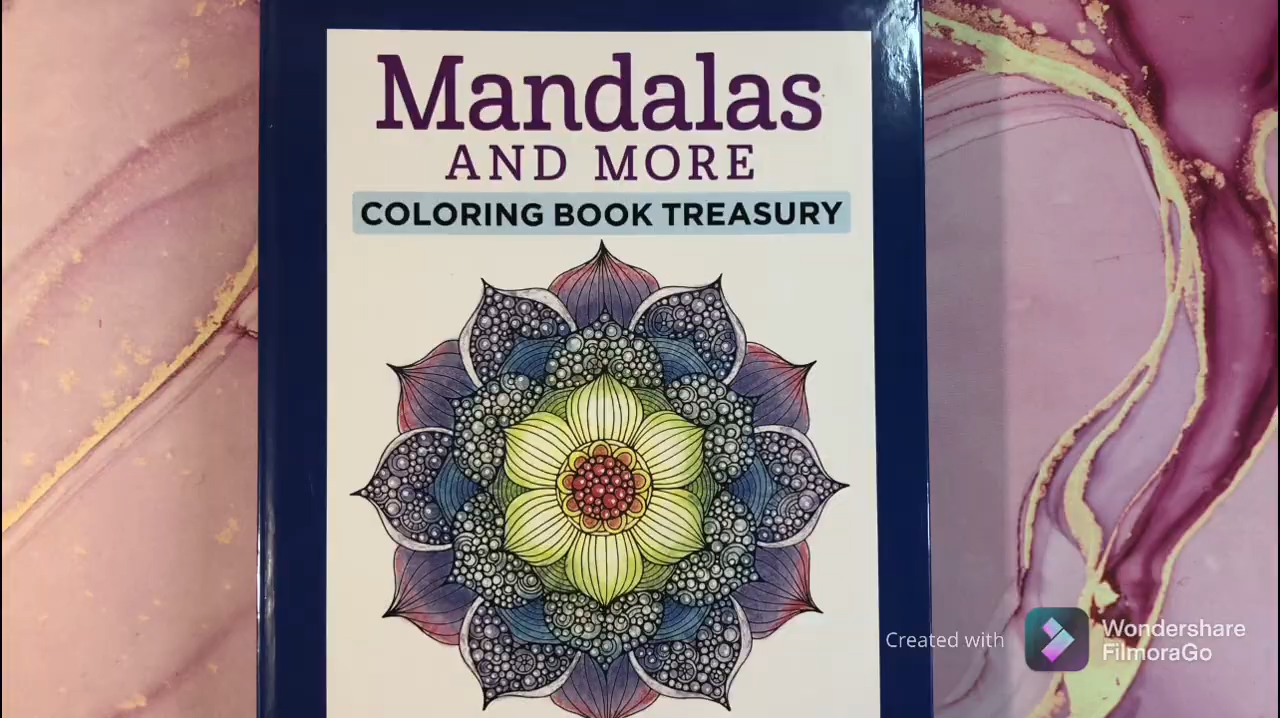 Mandalas
AND MORE
COLORING BOOK TREASURY
Created with
Wondershare
FilmoraGo